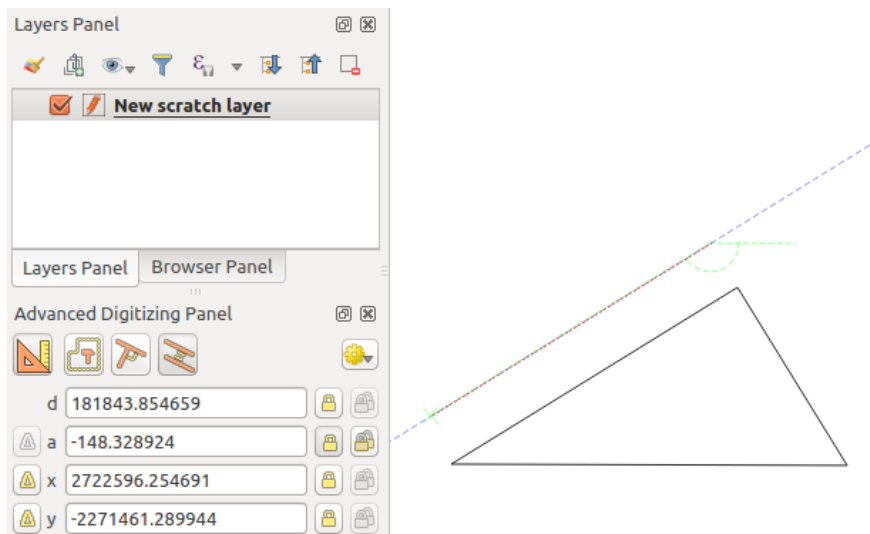 Layers Panel
New scratch layer
Layers Panel Browser Panel
Advanced Digitizing Panel
d 181843.854659
a -148.328924
x 2722596.254691
y -2271461.289944